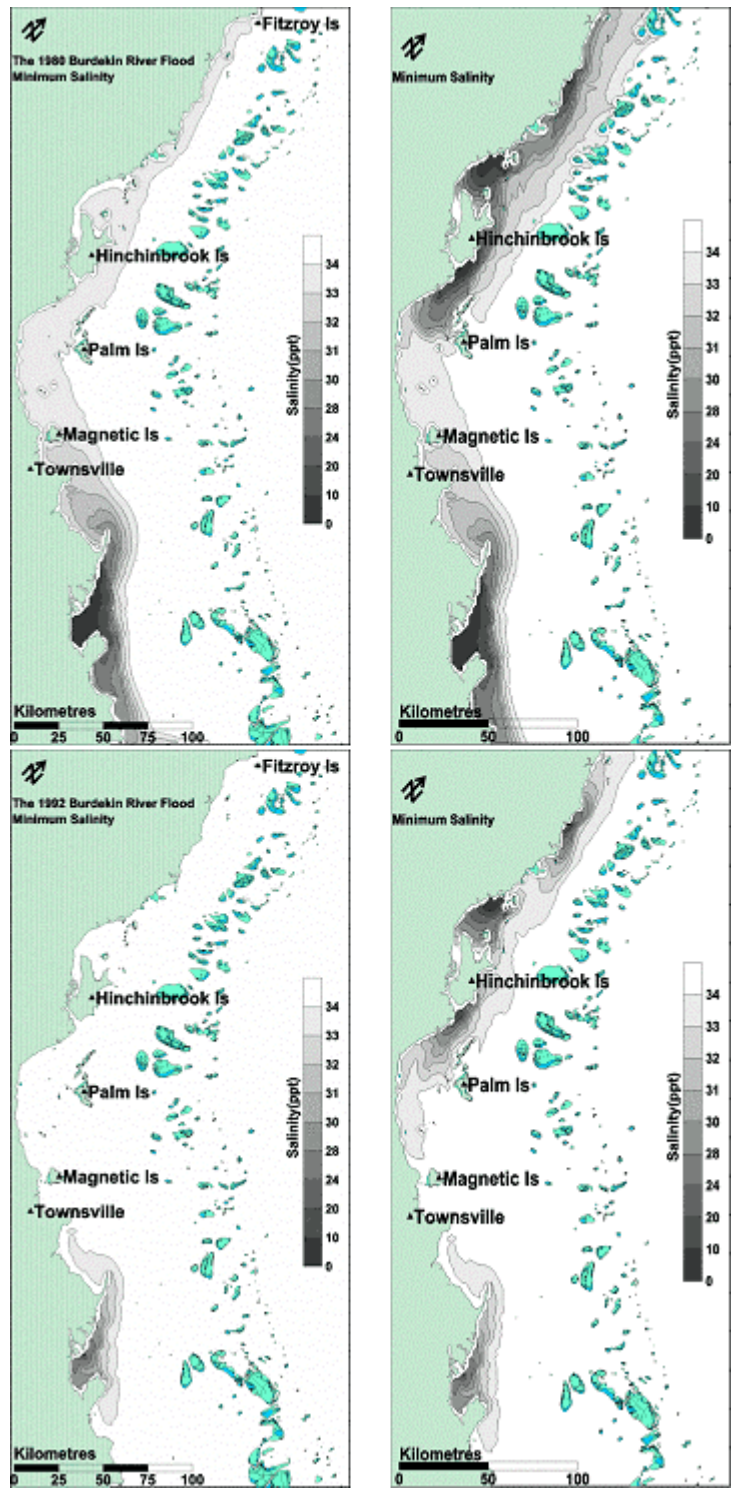 Fitzroy Is
The 1980 Burdekin River Flood
Minimum Salinity
Hinchinbrook Is
Palm Is
Magnetic Is
Townsville
Salinity(ppt)
34
33
32
31
30
28
24
20
10
0
Kilometres
0 25 50 75 100
Minimum Salinity
Hinchinbrook Is
Palm Is
Magnetic Is
Townsville
Salinity(ppt)
34
33
32
31
30
28
24
20
10
0
Kilometres
0 50 100
Fitzroy Is
The 1992 Burdekin River Flood
Minimum Salinity
Hinchinbrook Is
Palm Is
Magnetic Is
Townsville
Salinity(ppt)
34
33
32
31
30
28
24
20
10
0
Kilometres
0 25 50 75 100
Minimum Salinity
Hinchinbrook Is
Palm Is
Magnetic Is
Townsville
Salinity(ppt)
34
33
32
31
30
28
24
20
10
0
Kilometres
0 50 100